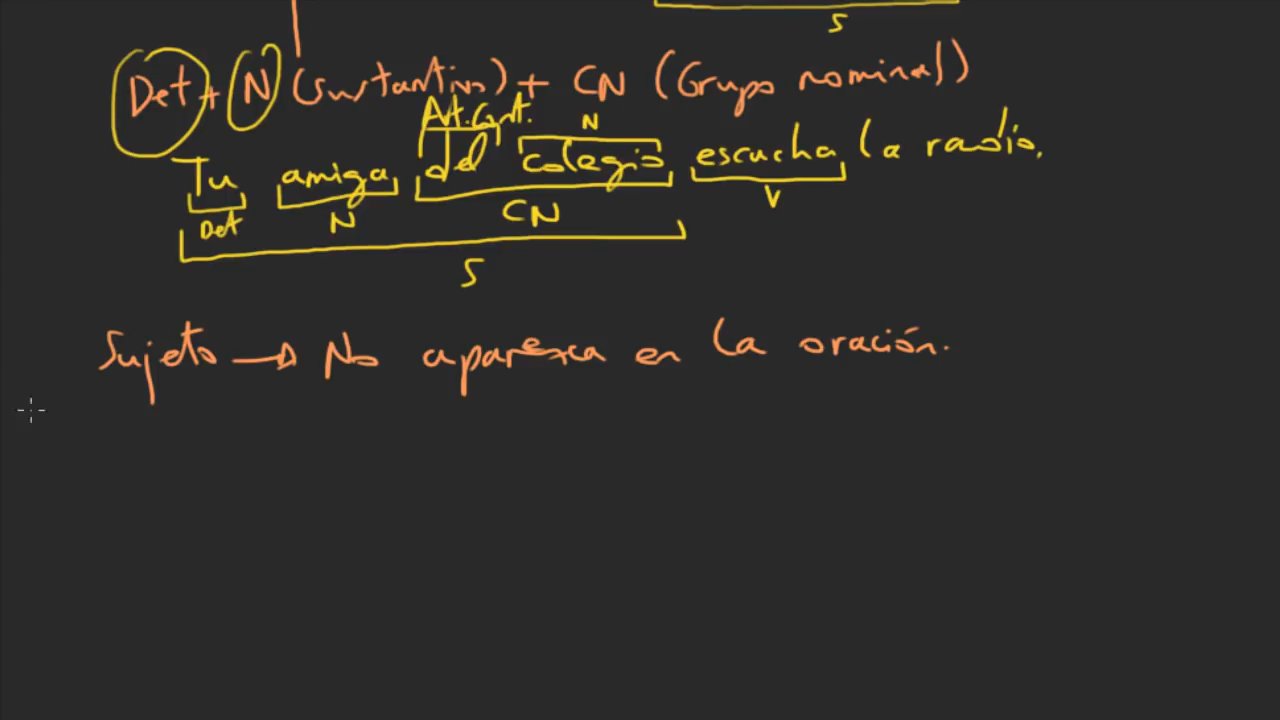 S
Det + N (Sustantivo) + CN (Grupo nominal)
Art. Cont. N
Tu amiga del colegio escucha la radio.
Det N CN V
S
Sujeto → No aparezca en la oración.